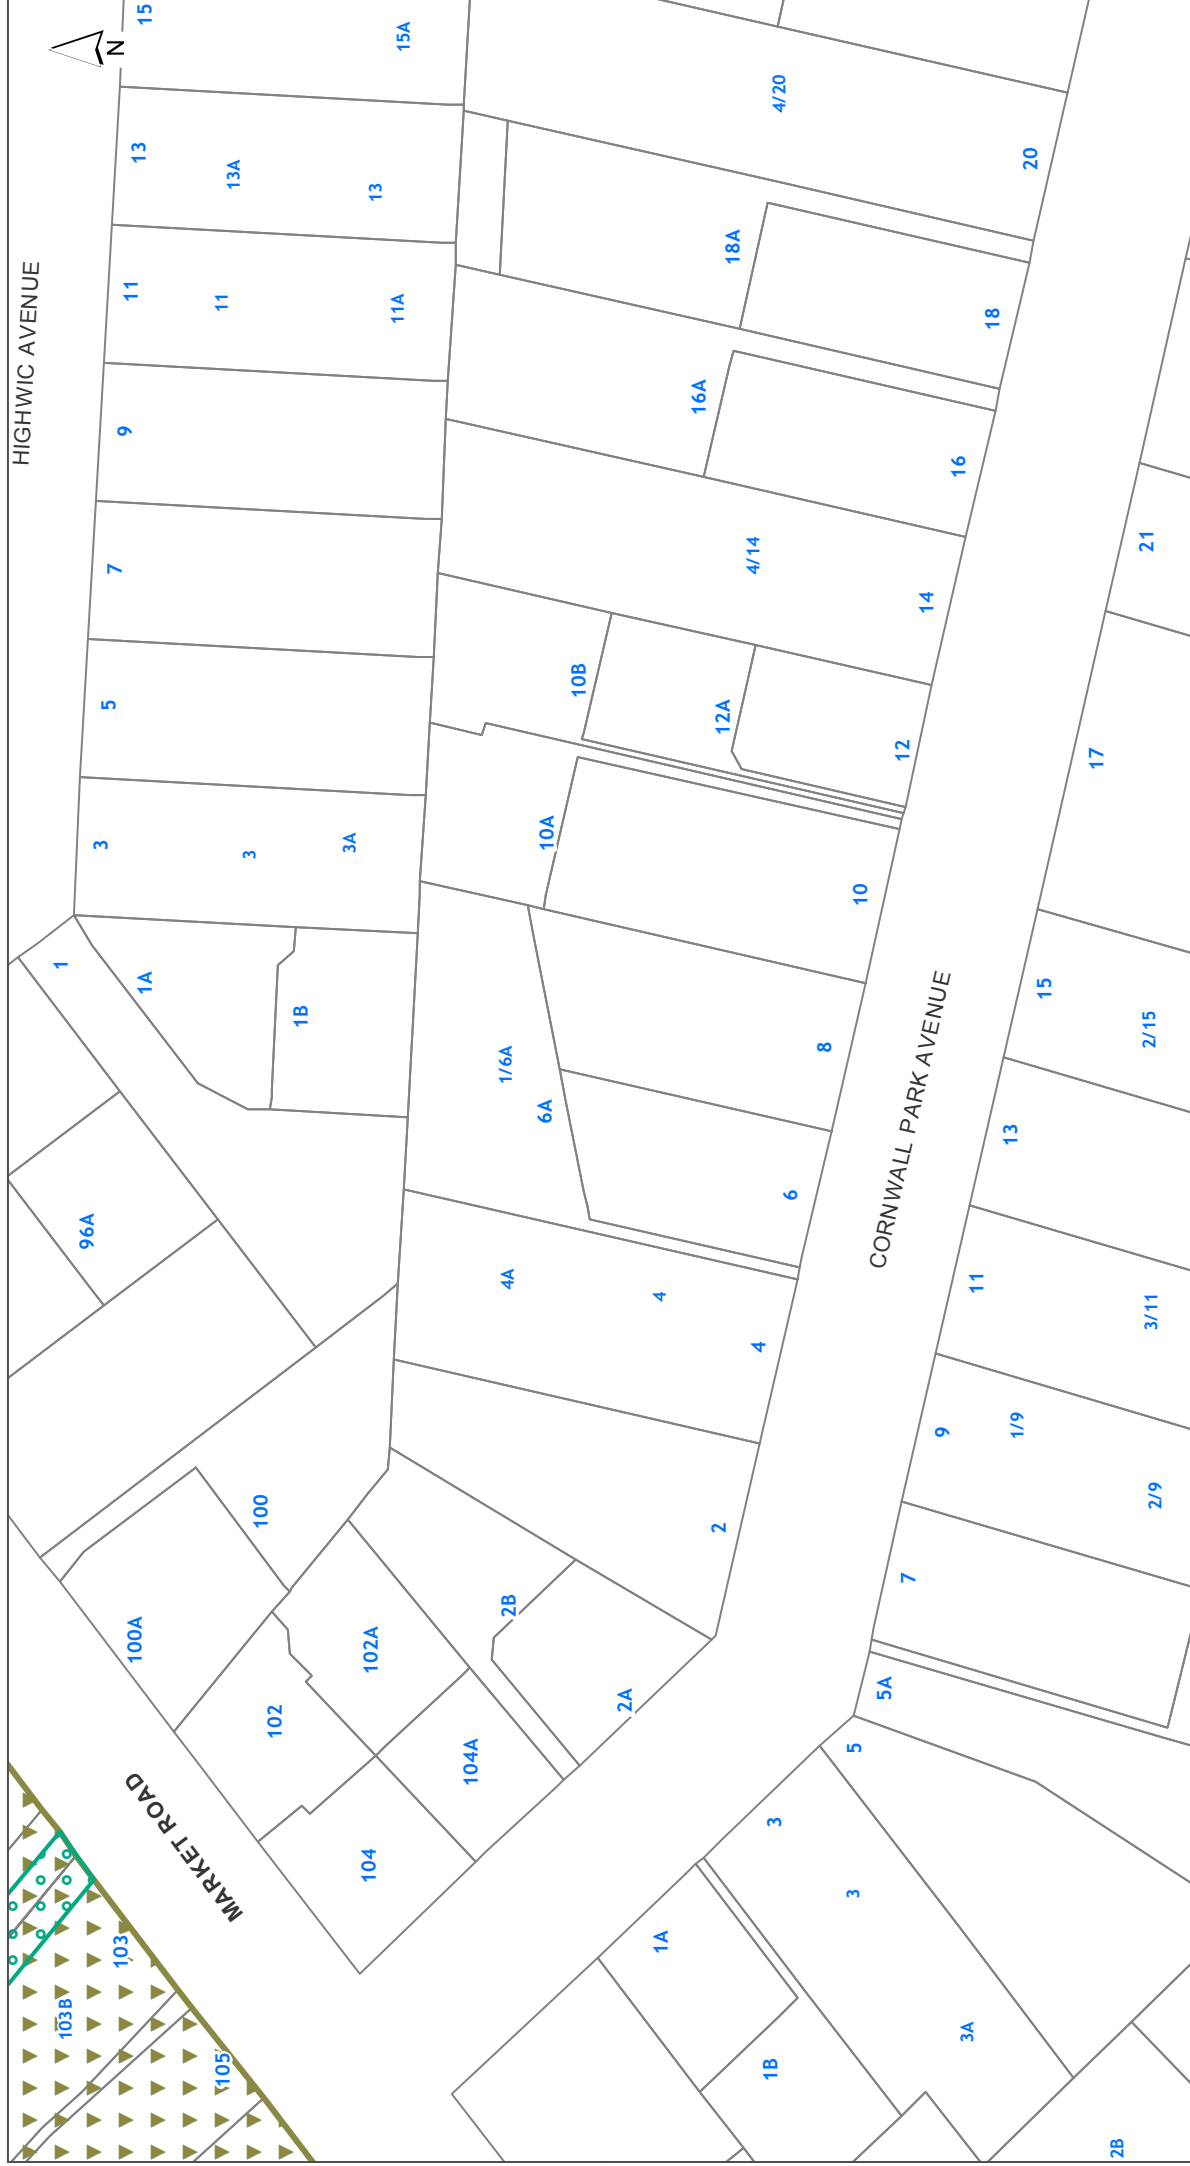 N
HIGHWIC AVENUE
15
15A
13
13A
13
11
11
11A
9
7
5
3
3
3A
1
1A
1B
96A
100
100A
102
102A
104
104A
MARKET ROAD
103
103B
105
4/20
20
18A
18
16A
16
4/14
14
10B
12A
12
10A
10
8
1/6A
6A
6
4A
4
4
2
2B
2A
CORNWALL PARK AVENUE
21
17
15
2/15
13
11
3/11
9
1/9
2/9
7
5A
5
3
3
3A
1A
1B
2B